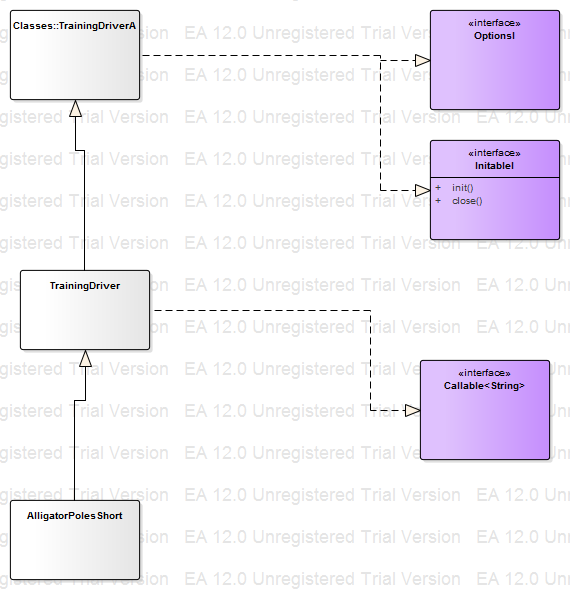 Classes::TrainingDriverA
«interface»
OptionsI
«interface»
InitableI
+ init()
+ close()
TrainingDriver
«interface»
Callable<String>
AlligatorPolesShort
EA 12.0 Unregistered Trial Version